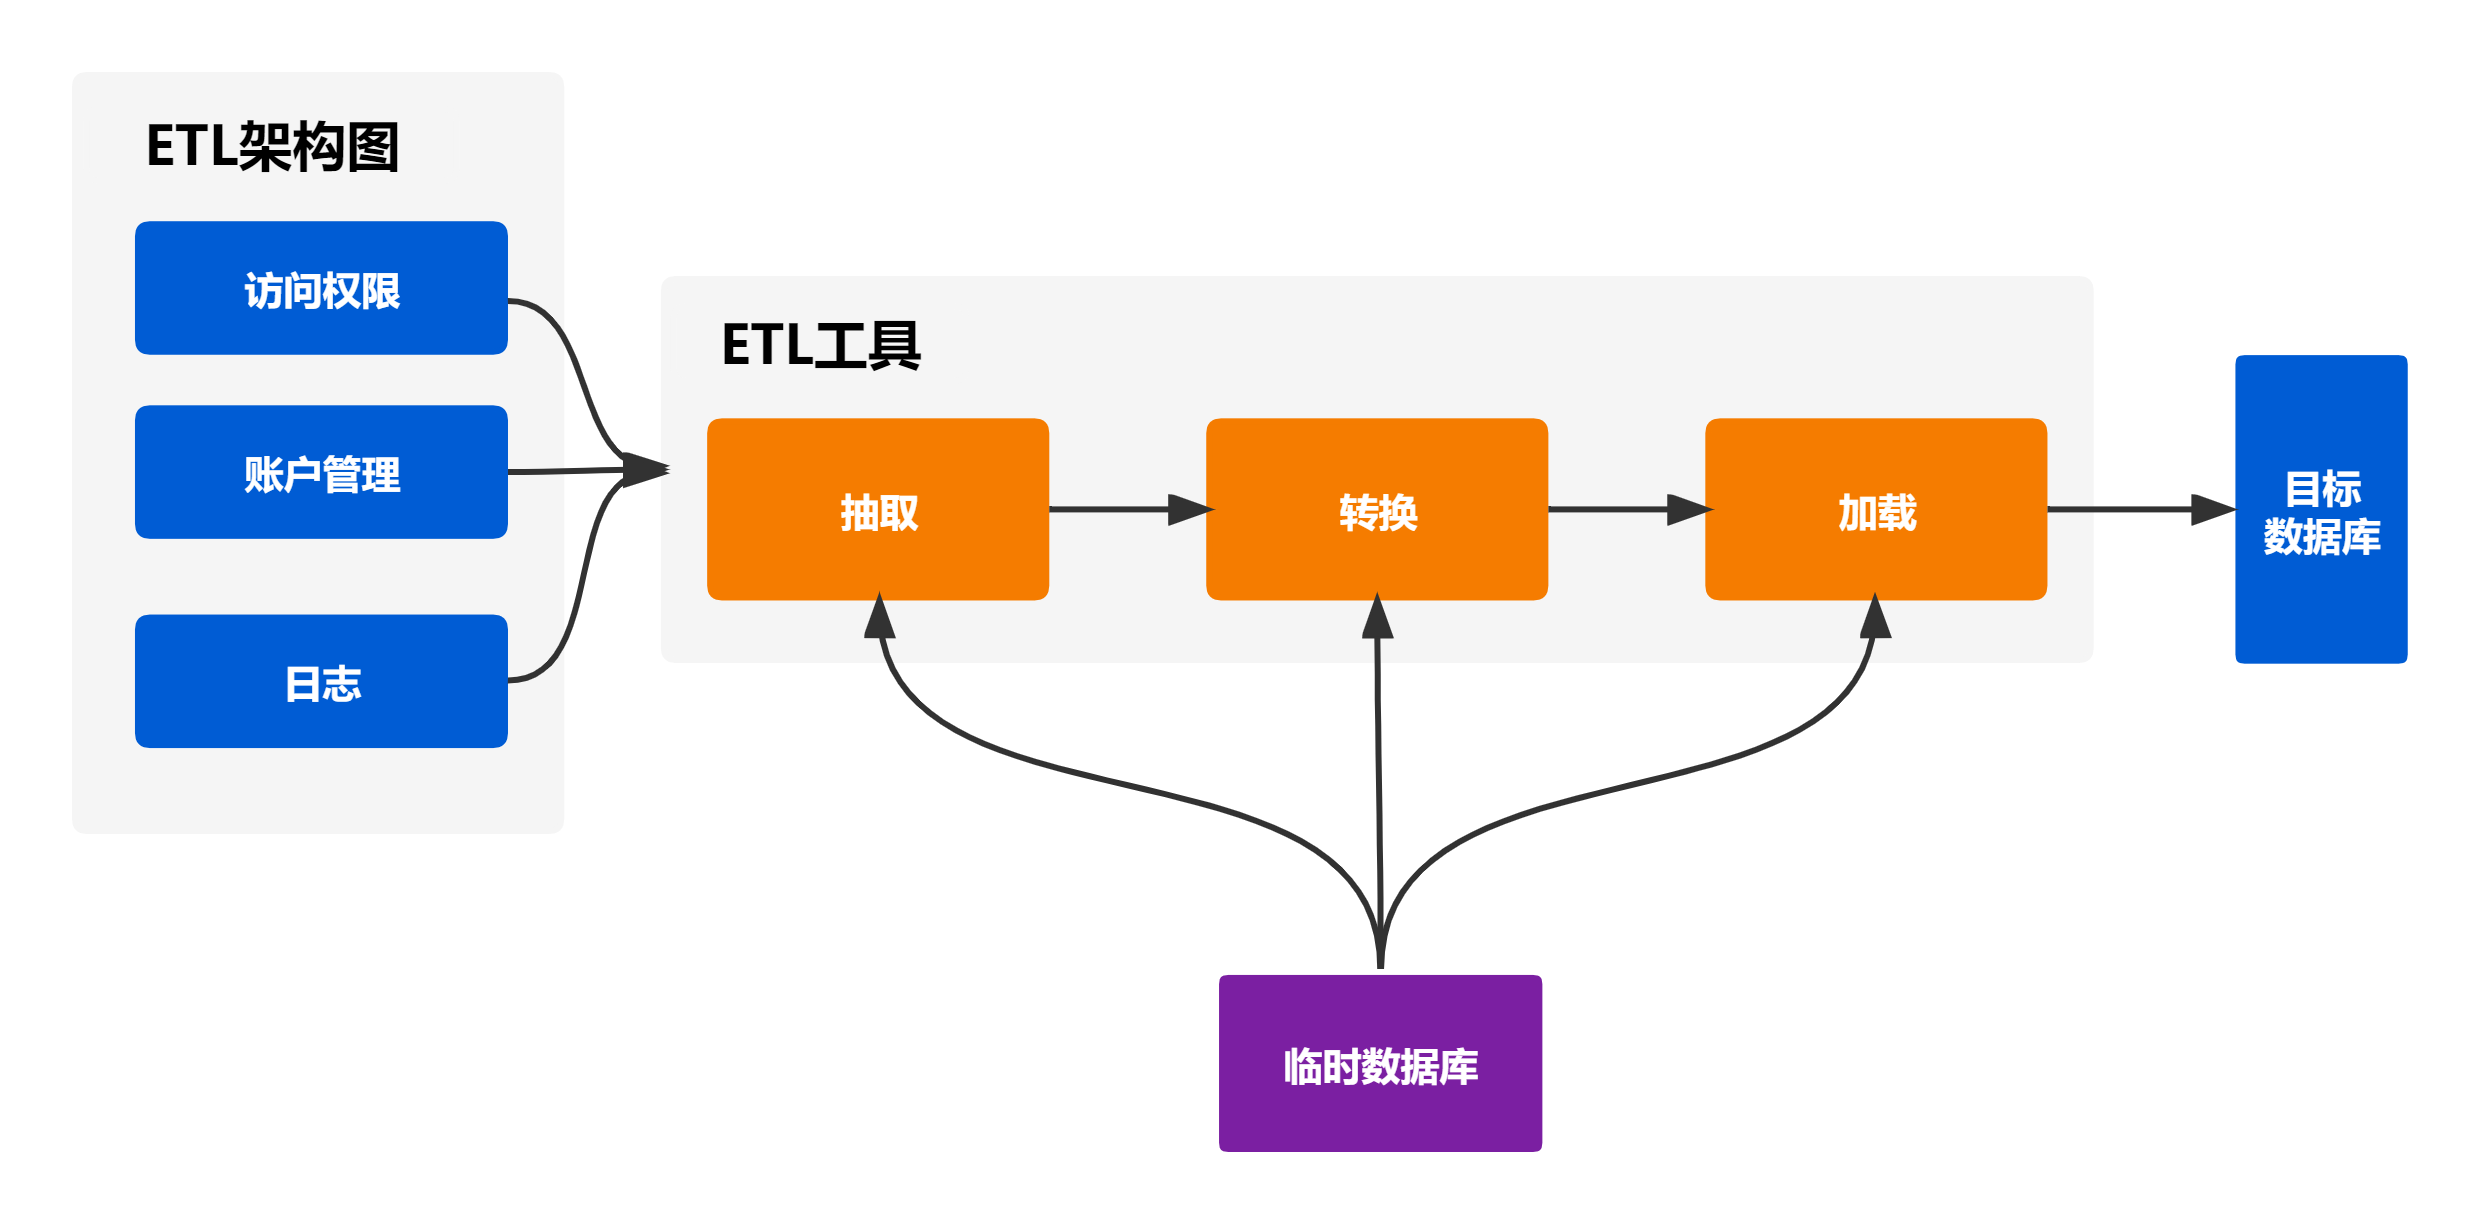 ETL架构图
访问权限
账户管理
日志
ETL工具
抽取
转换
加载
目标
数据库
临时数据库